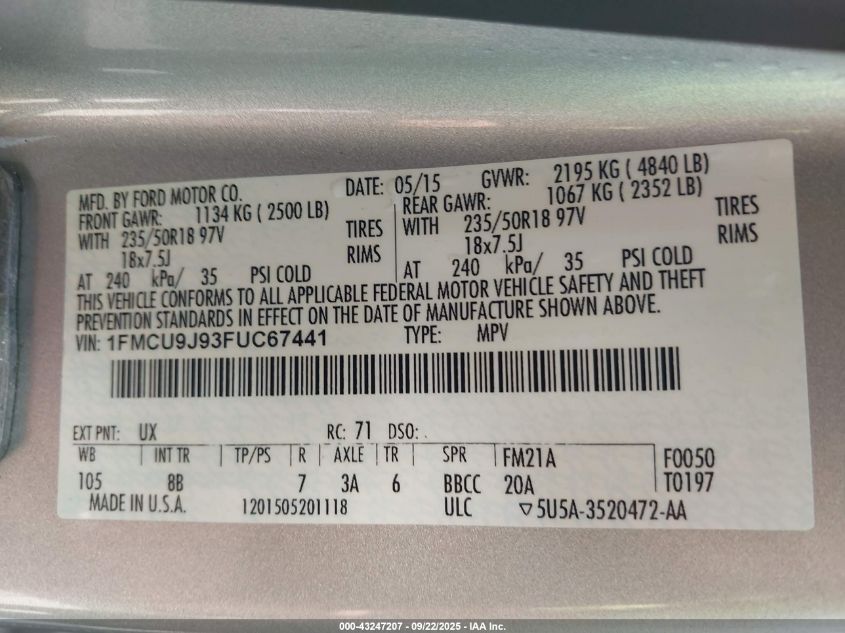 MFD. BY FORD MOTOR CO. DATE: 05/15 GVWR: 2195 KG ( 4840 LB)
FRONT GAWR: 1134 KG ( 2500 LB) REAR GAWR: 1067 KG ( 2352 LB)
WITH 235/50R18 97V TIRES WITH 235/50R18 97V TIRES
18x7.5J RIMS 18x7.5J RIMS
AT 240 kPa/ 35 PSI COLD AT 240 kPa/ 35 PSI COLD
THIS VEHICLE CONFORMS TO ALL APPLICABLE FEDERAL MOTOR VEHICLE SAFETY AND THEFT
PREVENTION STANDARDS IN EFFECT ON THE DATE OF MANUFACTURE SHOWN ABOVE.
VIN: 1FMCU9J93FUC67441 TYPE: MPV
EXT PNT: UX RC: 71 DSO:
WB INT TR TP/PS R AXLE TR SPR FM21A F0050
105 8B 7 3A 6 BBCC 20A T0197
MADE IN U.S.A. 1201505201118 ULC ▽5U5A-3520472-AA
000-43247207 - 09/22/2025 - IAA Inc.